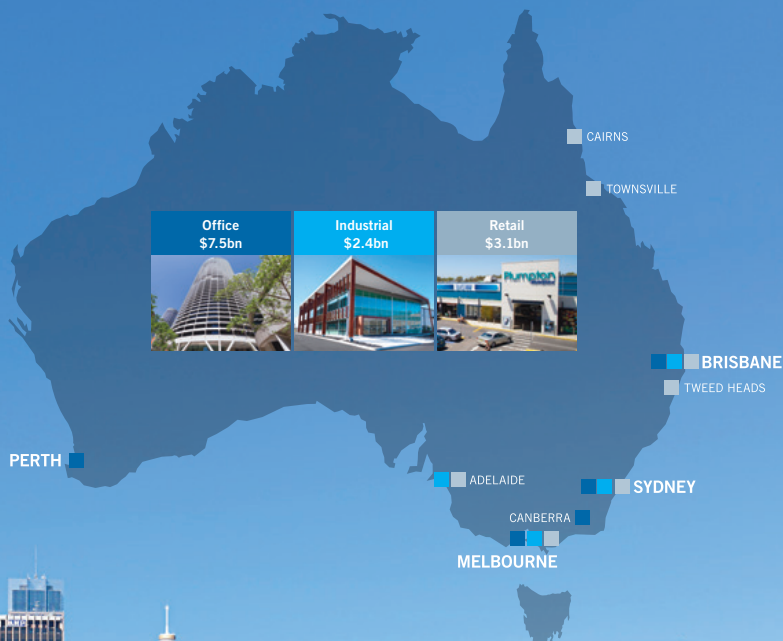 CAIRNS
TOWNSVILLE
Office
$7.5bn
Industrial
$2.4bn
Retail
$3.1bn
Plumpton
BRISBANE
TWEED HEADS
PERTH
ADELAIDE
SYDNEY
CANBERRA
MELBOURNE